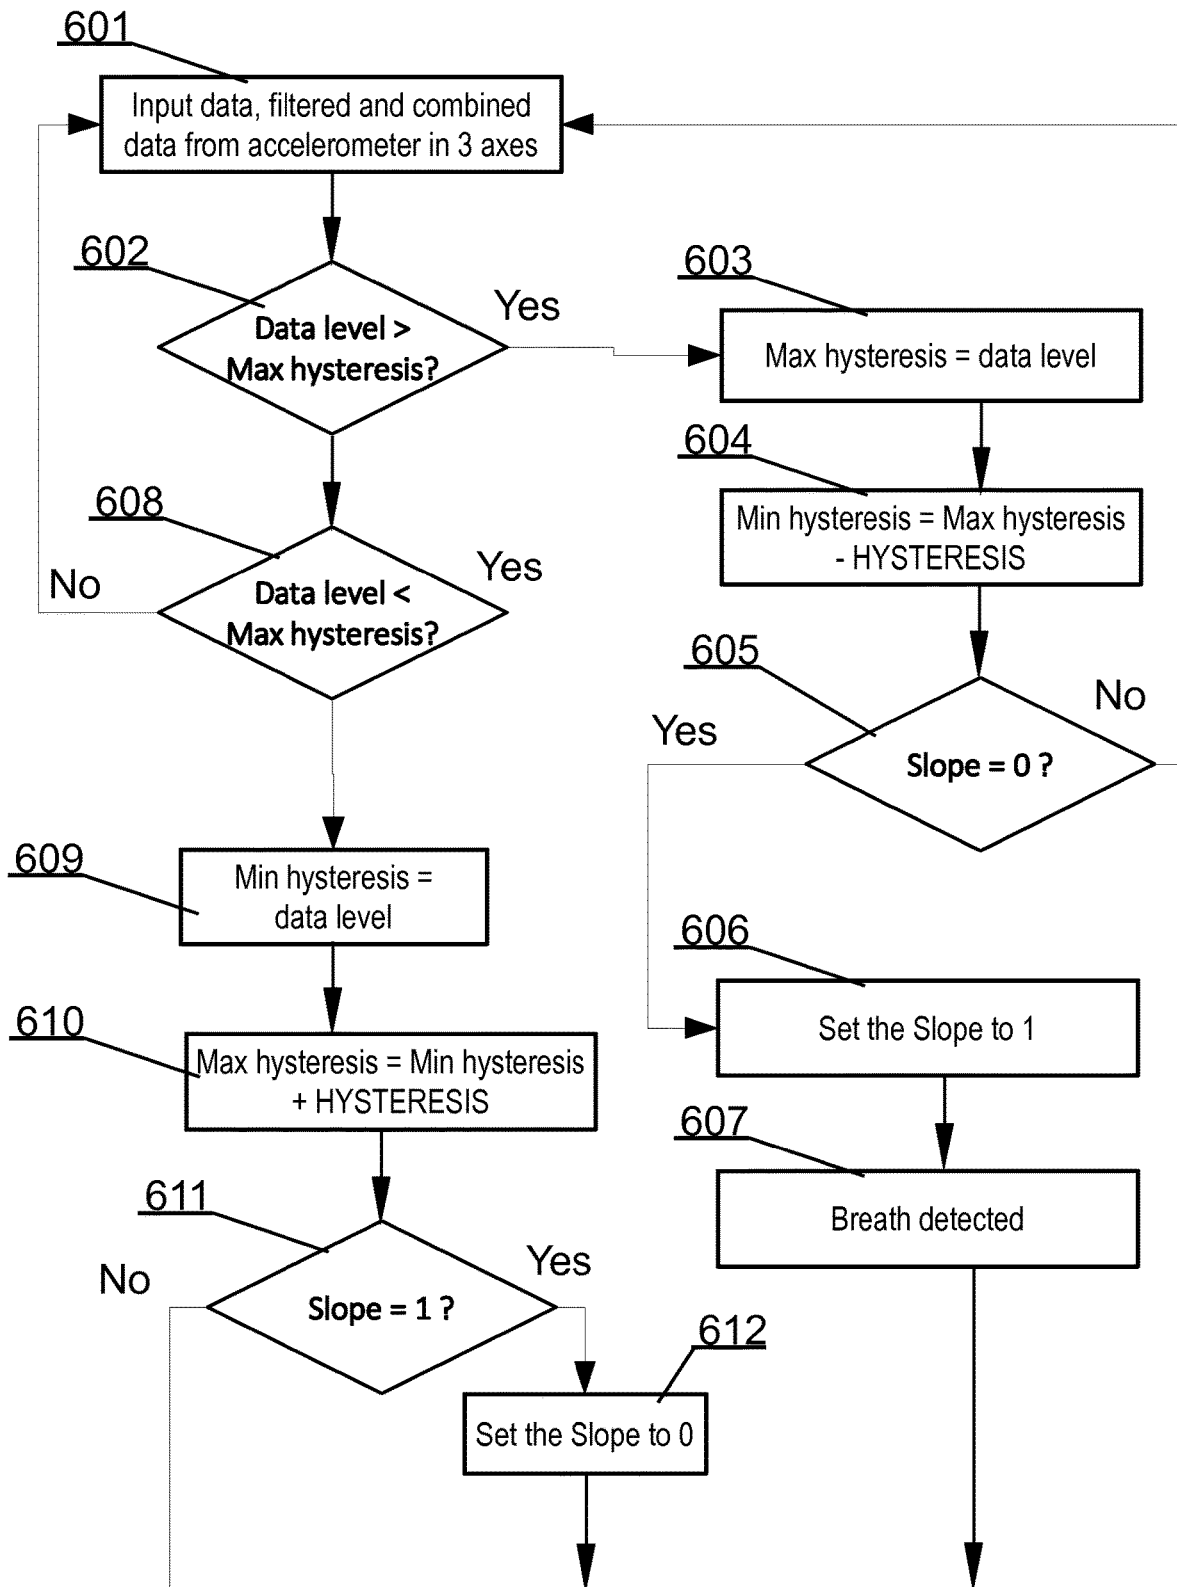 601
Input data, filtered and combined
data from accelerometer in 3 axes
602
Data level >
Max hysteresis?
Yes
603
Max hysteresis = data level
604
Min hysteresis = Max hysteresis
- HYSTERESIS
608
Data level <
Max hysteresis?
No
Yes
605
Slope = 0 ?
Yes
No
609
Min hysteresis =
data level
606
Set the Slope to 1
610
Max hysteresis = Min hysteresis
+ HYSTERESIS
607
Breath detected
611
Slope = 1 ?
No
Yes
612
Set the Slope to 0